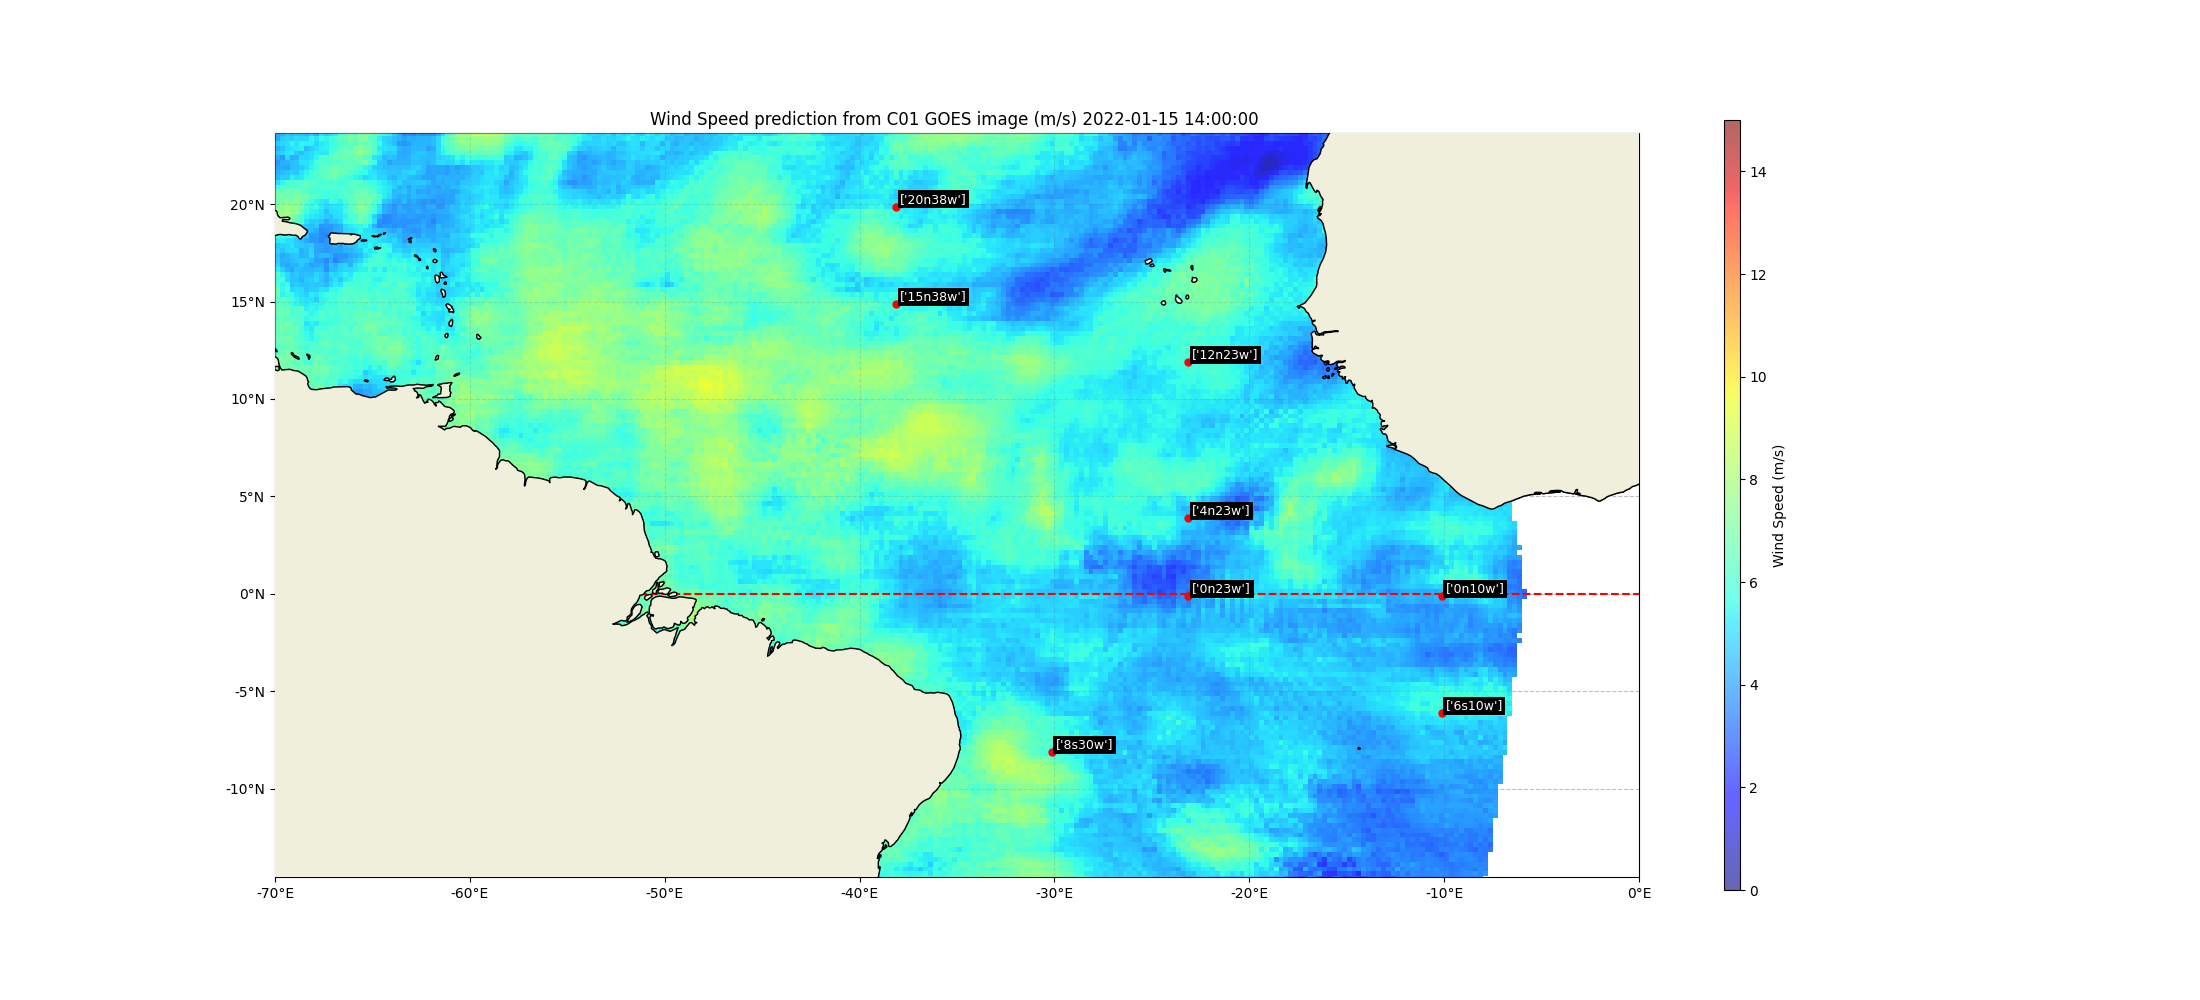 Wind Speed prediction from C01 GOES image (m/s) 2022-01-15 14:00:00
20°N
15°N
10°N
5°N
0°N
-5°N
-10°N
-70°E
-60°E
-50°E
-40°E
-30°E
-20°E
-10°E
0°E
['20n38w']
['15n38w']
['12n23w']
['4n23w']
['0n23w']
['0n10w']
['6s10w']
['8s30w']
14
12
10
8
6
4
2
0
Wind Speed (m/s)